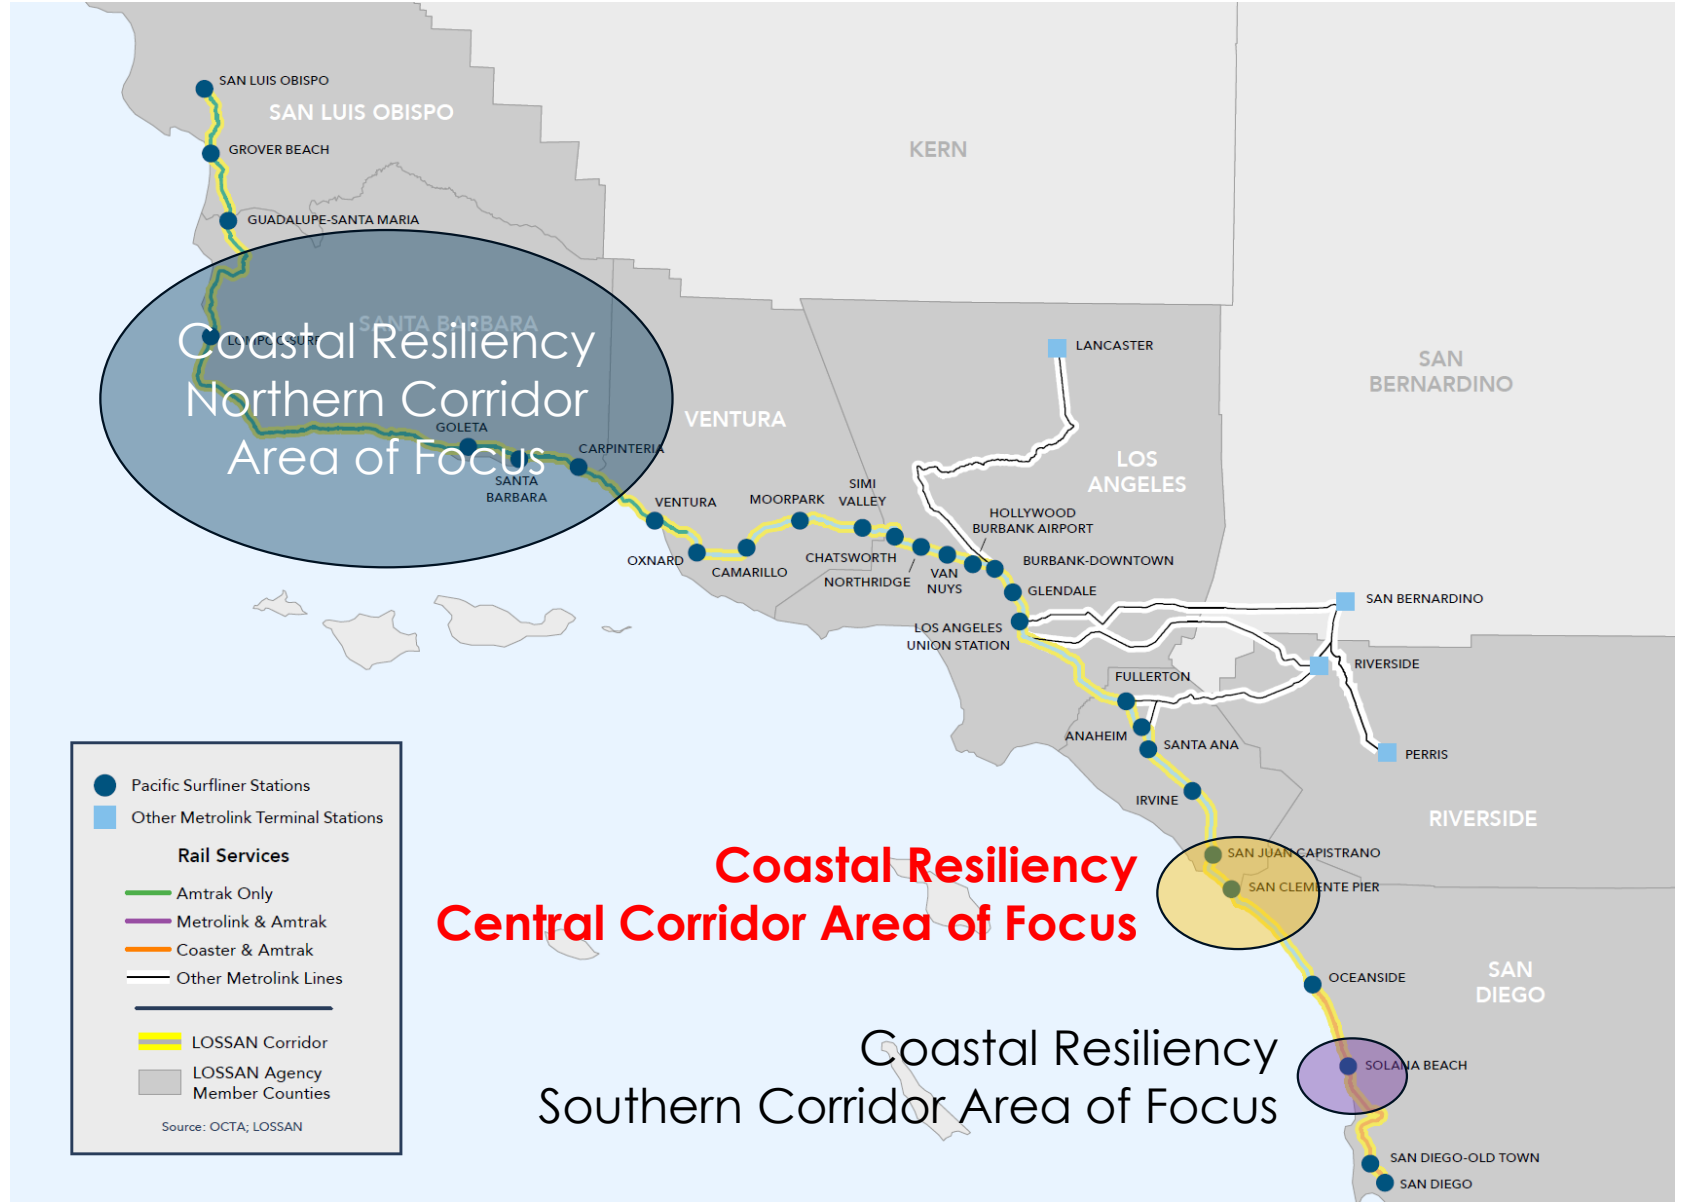 SAN LUIS OBISPO
SAN LUIS OBISPO
GROVER BEACH
KERN
GUADALUPE-SANTA MARIA
SANTA BARBARA
LOMPOC-SURF
Coastal Resiliency
Northern Corridor
Area of Focus
GOLETA
SANTA
BARBARA
CARPINTERIA
VENTURA
LANCASTER
SAN
BERNARDINO
LOS
ANGELES
VENTURA
OXNARD
CAMARILLO
MOORPARK
SIMI
VALLEY
CHATSWORTH
NORTHRIDGE
VAN
NUYS
HOLLYWOOD
BURBANK AIRPORT
BURBANK-DOWNTOWN
GLENDALE
LOS ANGELES
UNION STATION
SAN BERNARDINO
RIVERSIDE
FULLERTON
ANAHEIM
SANTA ANA
PERRIS
IRVINE
RIVERSIDE
Coastal Resiliency
Central Corridor Area of Focus
SAN JUAN CAPISTRANO
SAN CLEMENTE PIER
OCEANSIDE
SAN
DIEGO
Coastal Resiliency
Southern Corridor Area of Focus
SOLANA BEACH
SAN DIEGO-OLD TOWN
SAN DIEGO
Pacific Surfliner Stations
Other Metrolink Terminal Stations
Rail Services
Amtrak Only
Metrolink & Amtrak
Coaster & Amtrak
Other Metrolink Lines
LOSSAN Corridor
LOSSAN Agency
Member Counties
Source: OCTA; LOSSAN